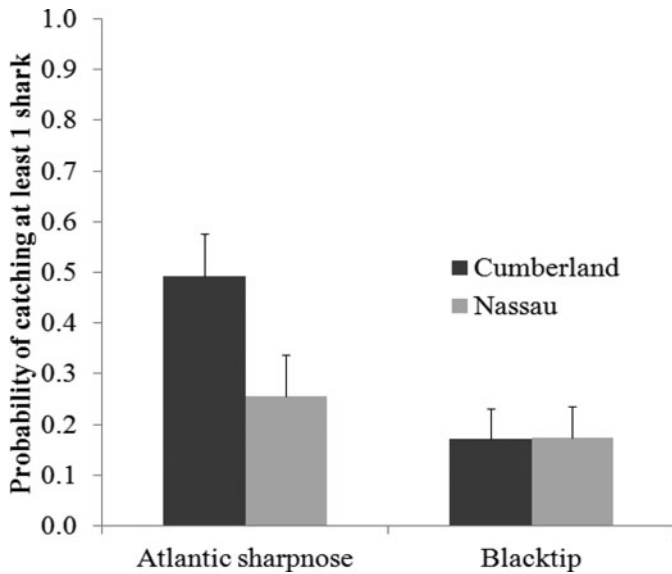 Probability of catching at least 1 shark
1.0
0.9
0.8
0.7
0.6
0.5
0.4
0.3
0.2
0.1
0.0
Cumberland
Nassau
Atlantic sharpnose
Blacktip